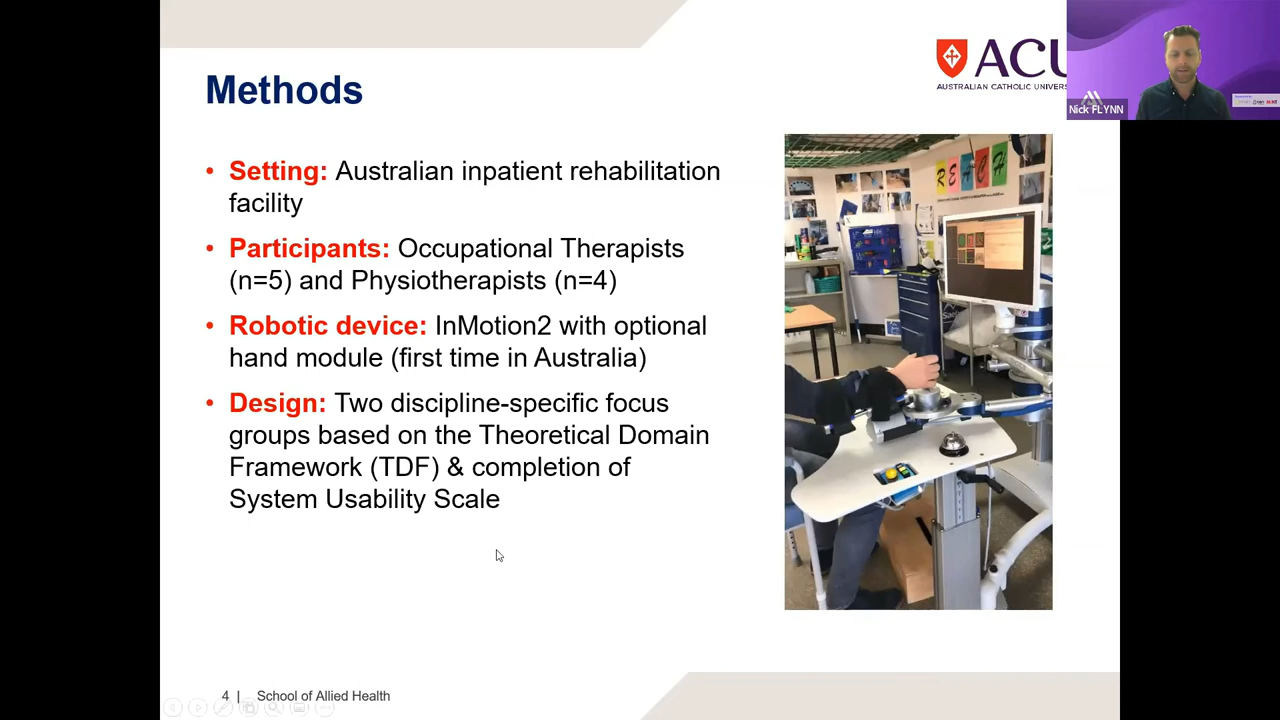 Methods
ACU
AUSTRALIAN CATHOLIC UNIVERS
Nick FLYNN
• Setting: Australian inpatient rehabilitation
facility
• Participants: Occupational Therapists
(n=5) and Physiotherapists (n=4)
• Robotic device: InMotion2 with optional
hand module (first time in Australia)
• Design: Two discipline-specific focus
groups based on the Theoretical Domain
Framework (TDF) & completion of
System Usability Scale
REACH
4 | School of Allied Health